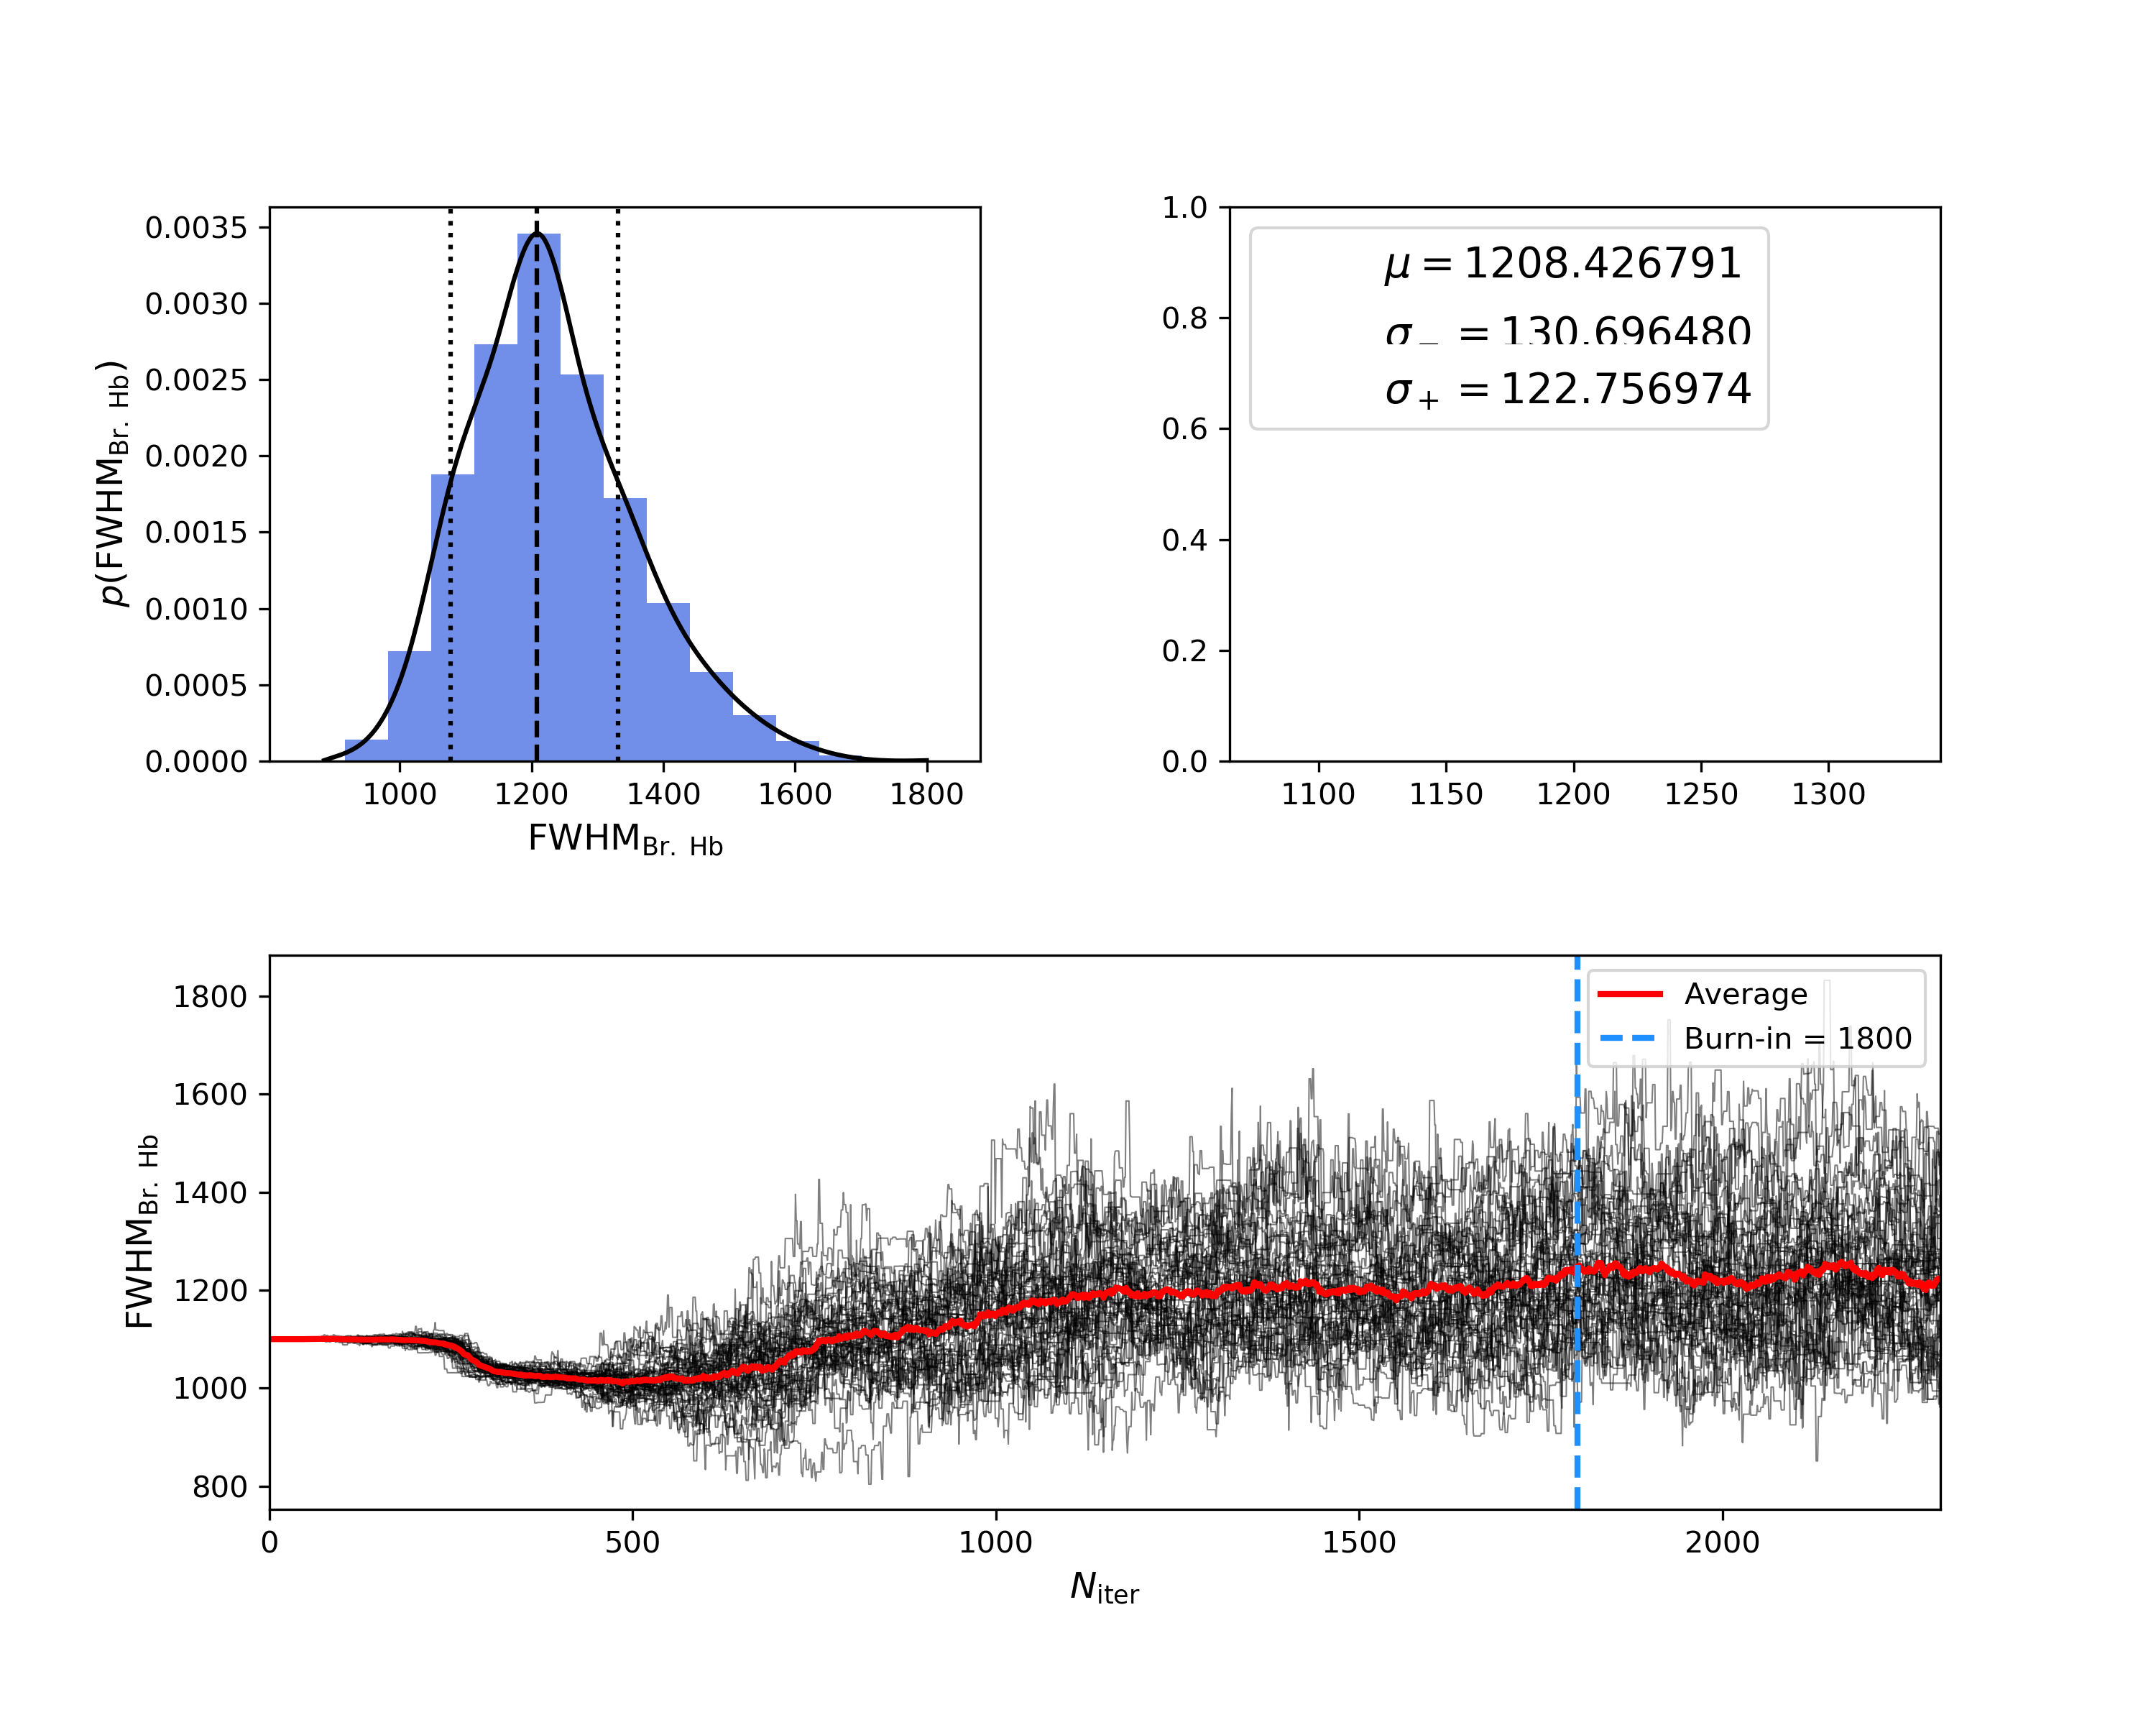 0.0035
0.0030
0.0025
0.0020
0.0015
0.0010
0.0005
0.0000
p(FWHM_Br. Hb)
1000 1200 1400 1600 1800
FWHM_Br. Hb
1.0
0.8
0.6
0.4
0.2
0.0
μ = 1208.426791
σ_− = 130.696480
σ_+ = 122.756974
1100 1150 1200 1250 1300
1800
1600
1400
1200
1000
800
FWHM_Br. Hb
Average
Burn-in = 1800
0 500 1000 1500 2000
N_iter